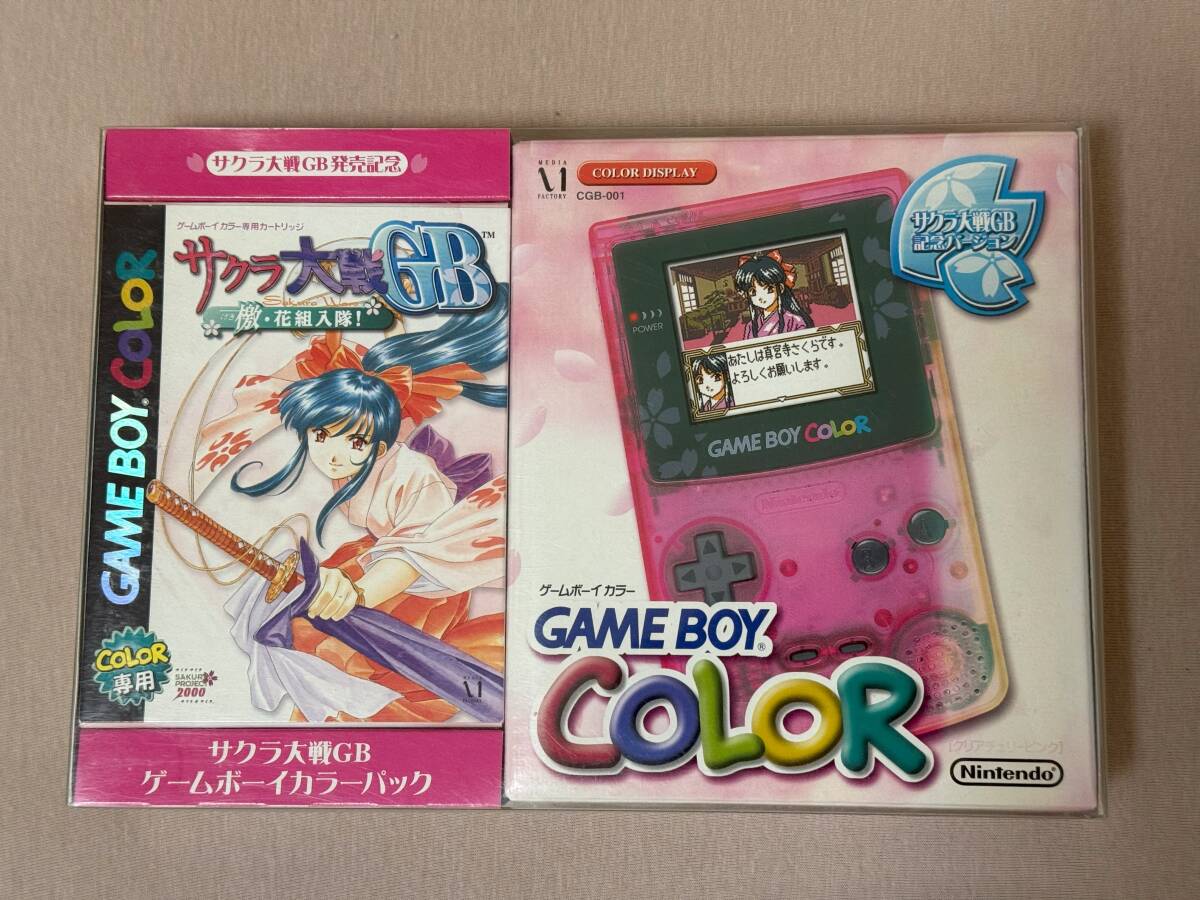 サクラ大戦GB 発売記念
ゲームボーイカラー専用カートリッジ
サクラ大戦GB™
Sakura Wars
げき
檄・花組入隊!
GAME BOY® COLOR
COLOR
専用
SAKURA
PROJECT
2000
MEDIA
FACTORY
サクラ大戦GB
ゲームボーイカラーパック
MEDIA
FACTORY
COLOR DISPLAY
CGB-001
サクラ大戦GB
記念バージョン
POWER
あたしは真宮寺さくらです。
よろしくお願いします。
GAME BOY COLOR
Nintendo
B
A
ゲームボーイ カラー
GAME BOY®
COLOR
[クリアチェリーピンク]
Nintendo®